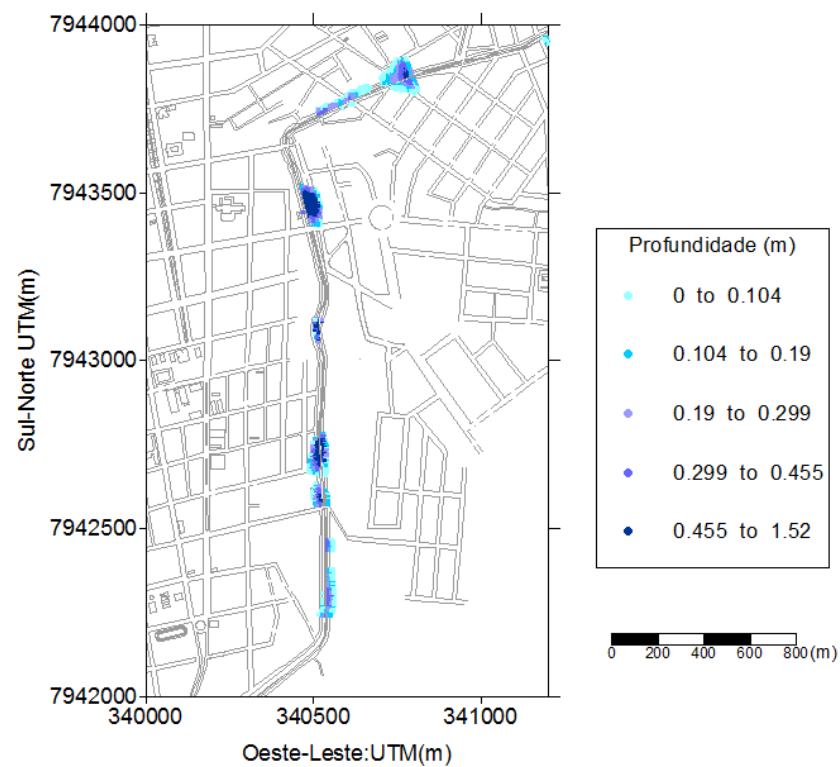 7944000
7943500
7943000
7942500
7942000
Sul-Norte UTM(m)
340000 340500 341000
Oeste-Leste:UTM(m)
Profundidade (m)
0 to 0.104
0.104 to 0.19
0.19 to 0.299
0.299 to 0.455
0.455 to 1.52
0 200 400 600 800(m)